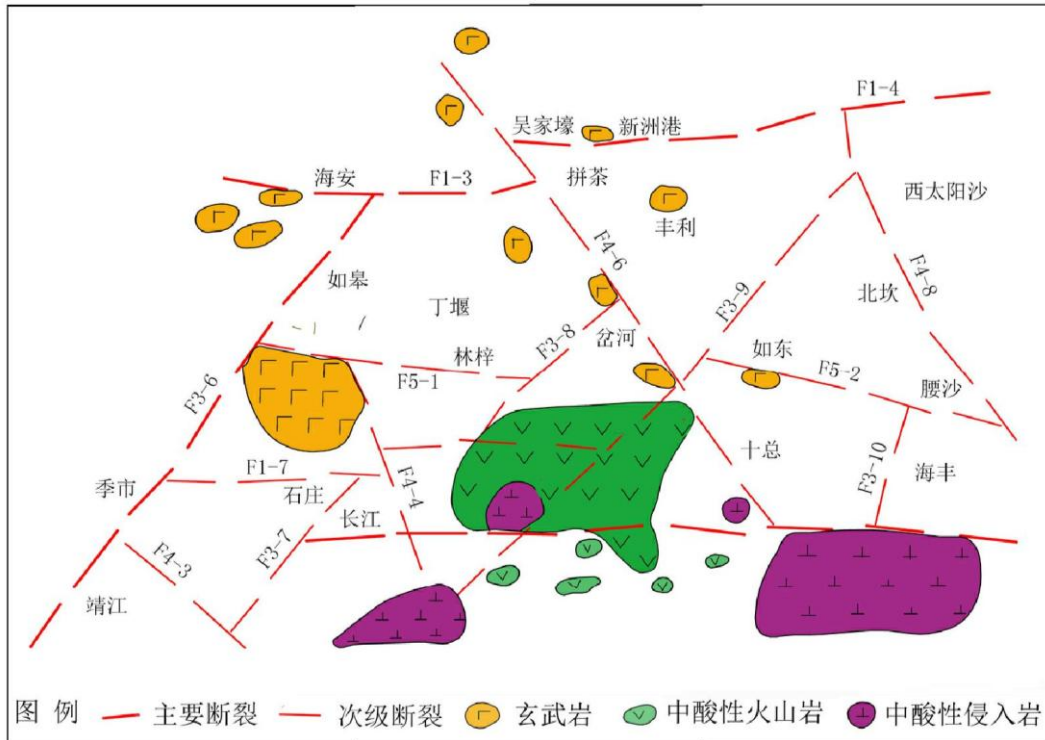 F1-4
吴家壕
新洲港
海安
F1-3
拼茶
西太阳沙
丰利
如皋
F4-6
F4-8
北坎
丁堰
F3-9
林梓
F3-8
岔河
如东
F5-1
F5-2
F3-6
腰沙
十总
季市
F1-7
石庄
F4-4
F3-10
海丰
长江
F3-7
F4-3
靖江
图 例 主要断裂 次级断裂 玄武岩 中酸性火山岩 中酸性侵入岩